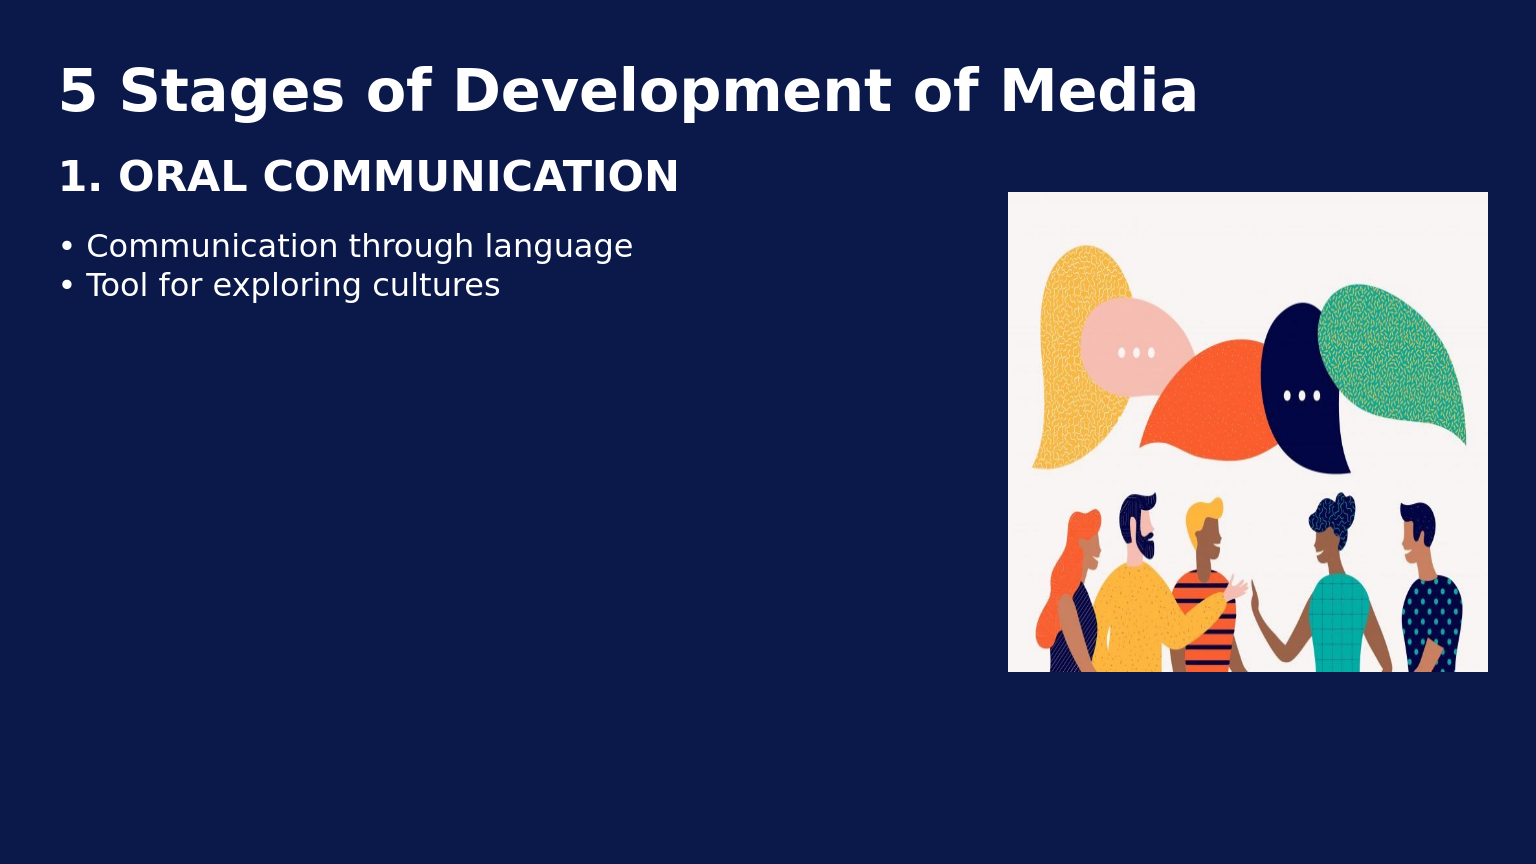 5 Stages of Development of Media
1. ORAL COMMUNICATION
• Communication through language
• Tool for exploring cultures